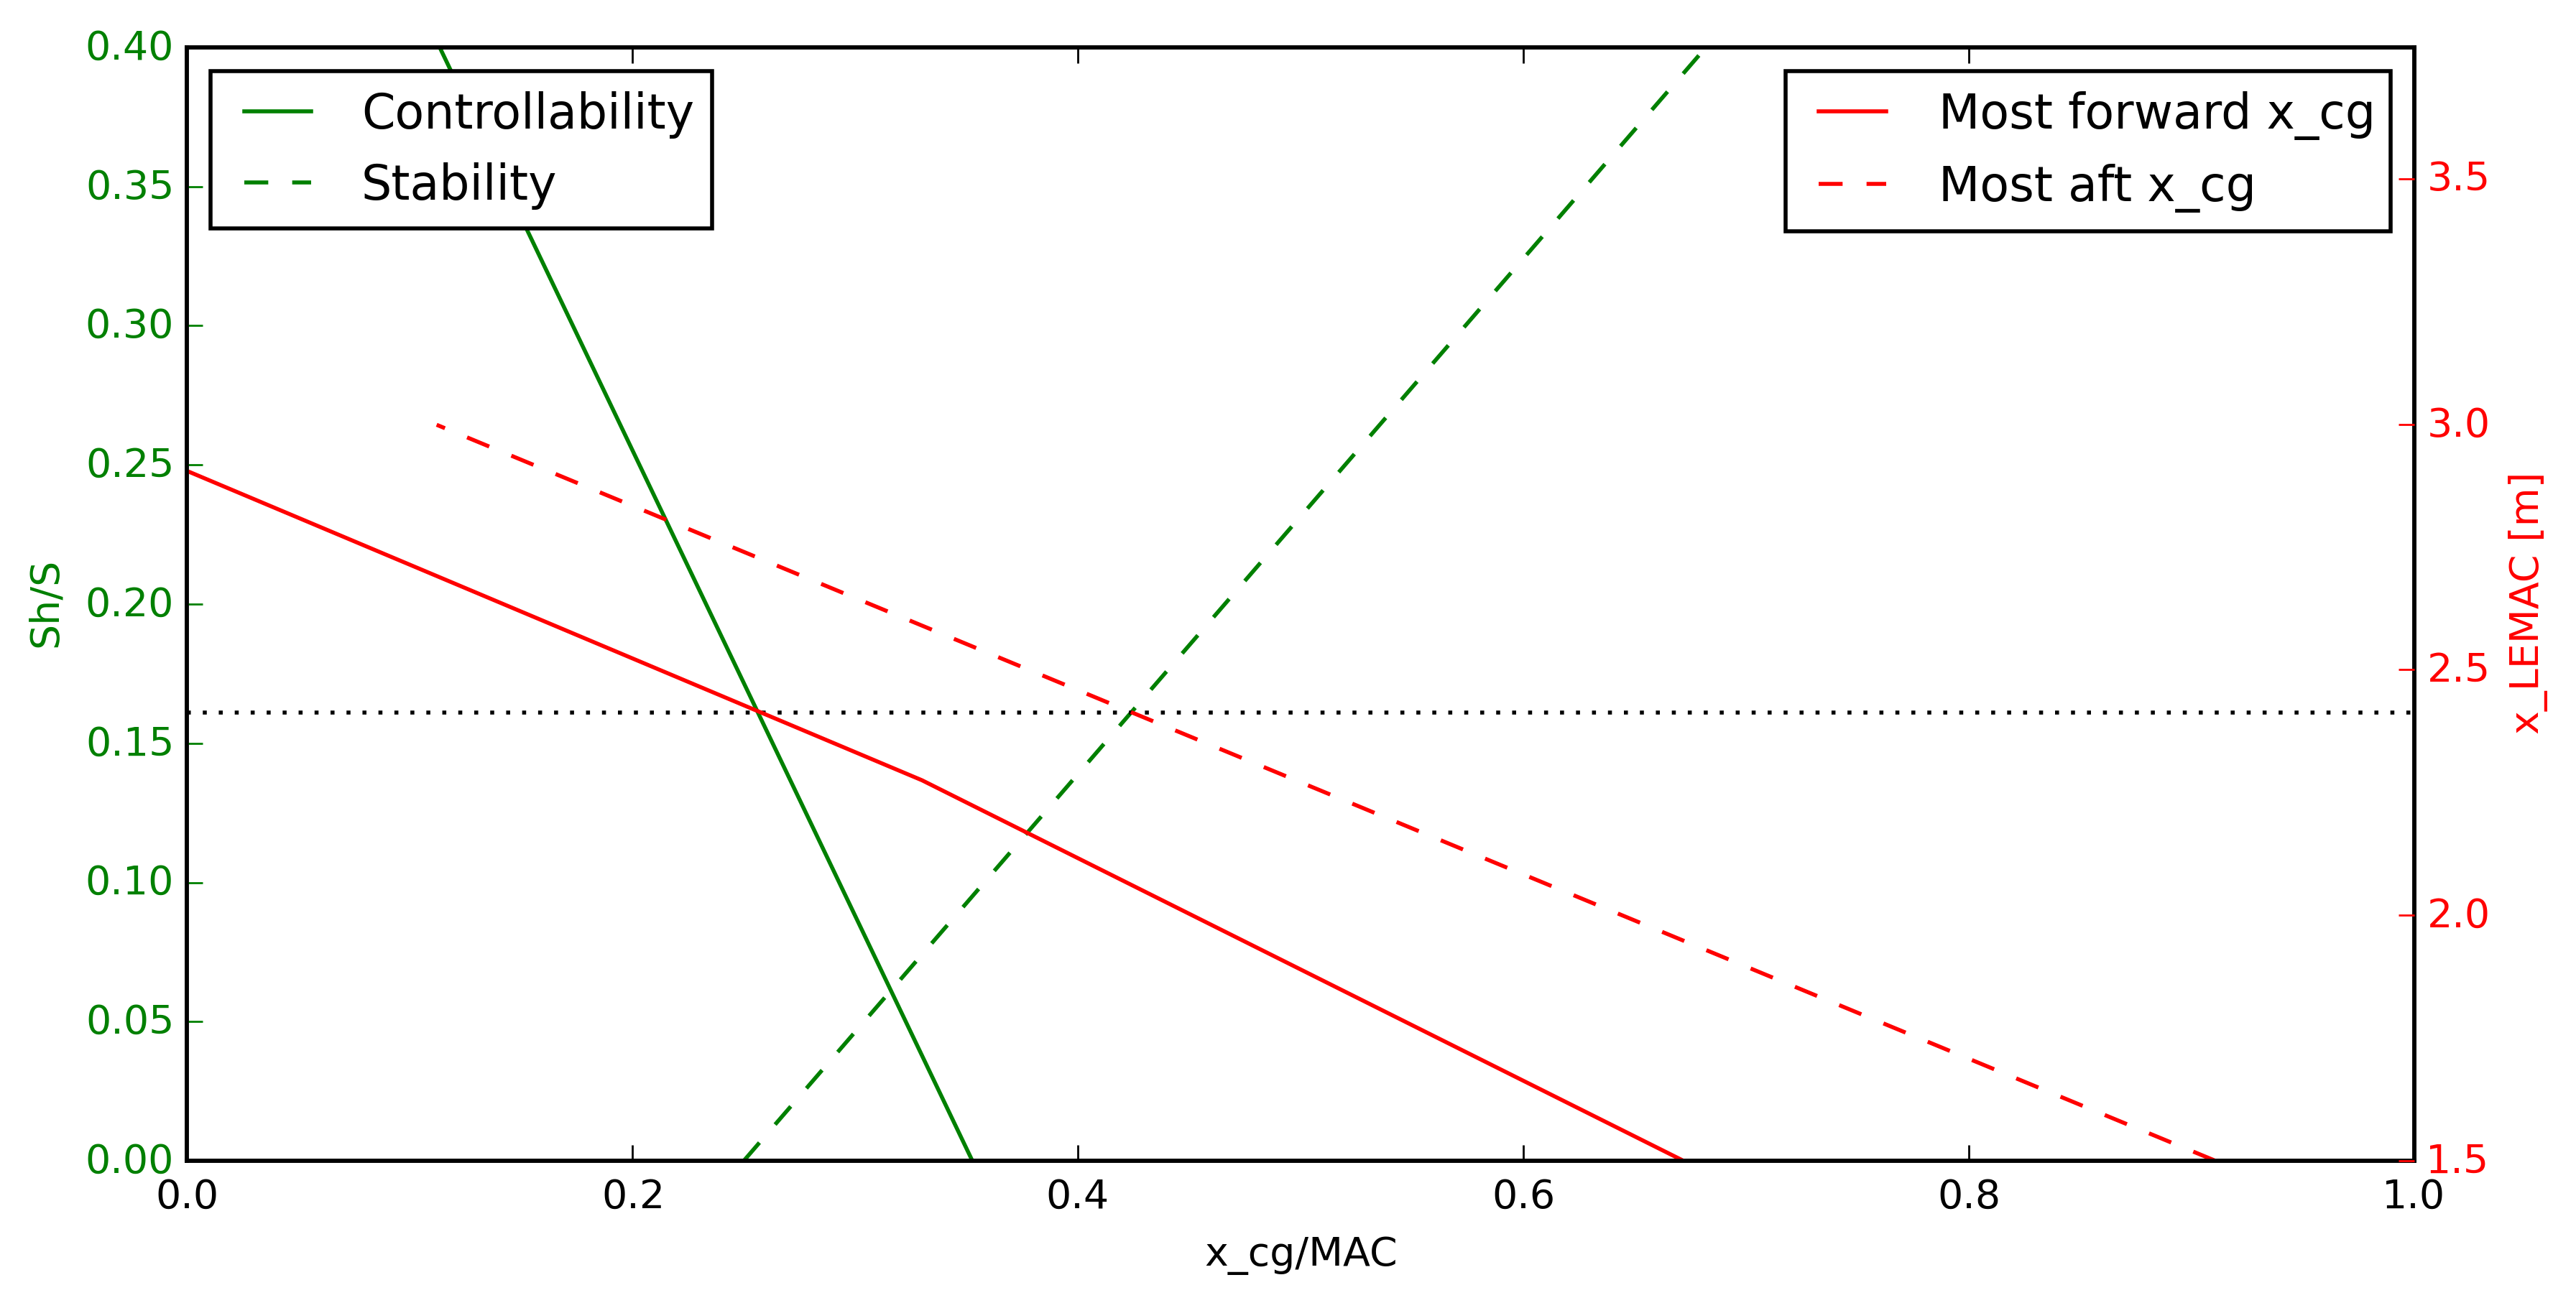 0.40
0.35
0.30
0.25
0.20
0.15
0.10
0.05
0.00
Sh/S
Controllability
Stability
Most forward x_cg
Most aft x_cg
3.5
3.0
2.5
2.0
1.5
x_LEMAC [m]
0.0 0.2 0.4 0.6 0.8 1.0
x_cg/MAC